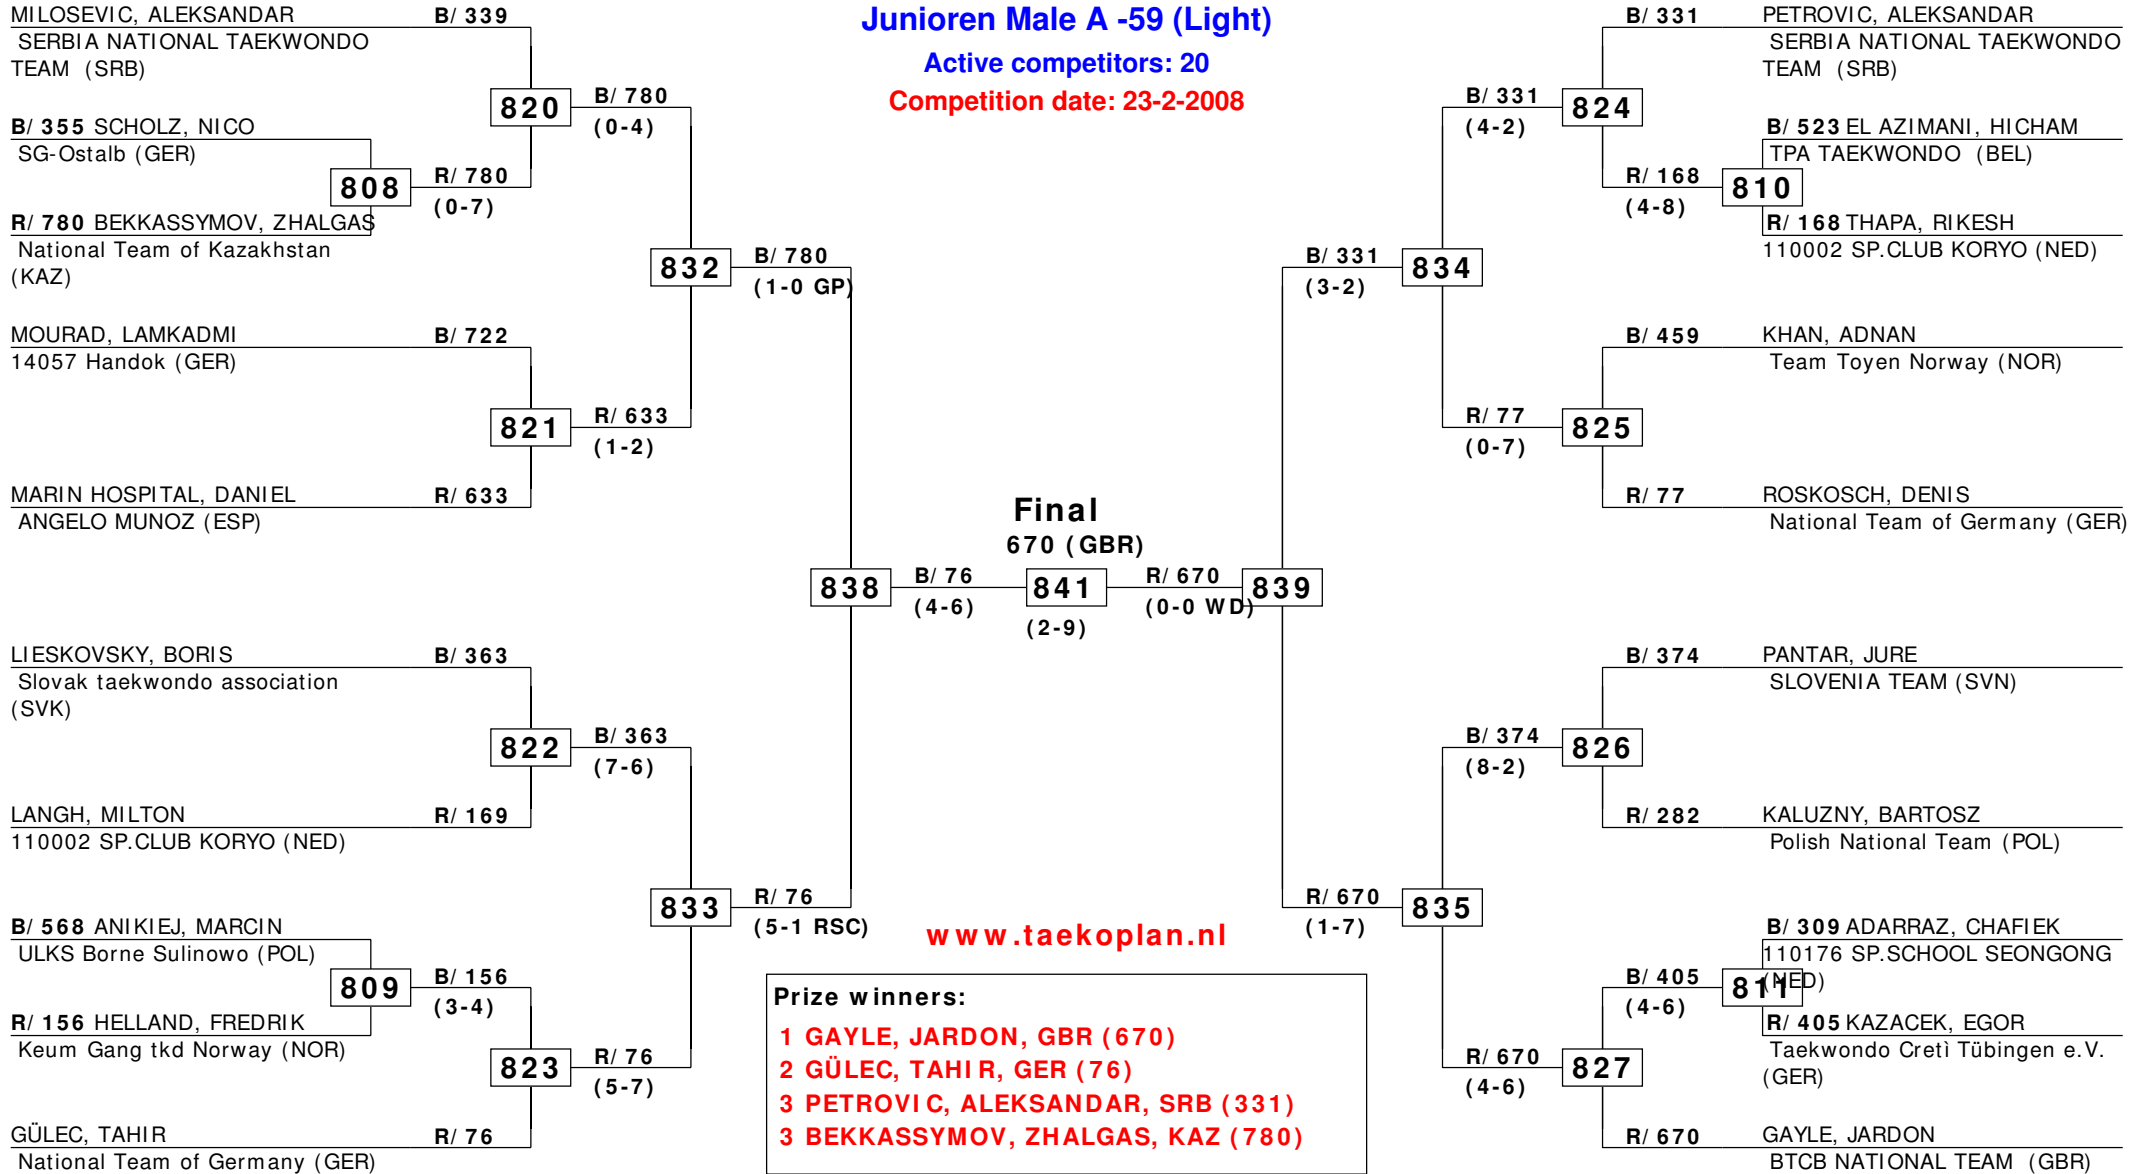 Junioren Male A -59 (Light)
Active competitors: 20
Competition date: 23-2-2008
MILOSEVIC, ALEKSANDAR B/ 339
SERBIA NATIONAL TAEKWONDO
TEAM (SRB)
820
B/ 780
(0-4)
B/ 355 SCHOLZ, NICO
SG-Ostalb (GER)
808
R/ 780
(0-7)
R/ 780 BEKKASSYMOV, ZHALGAS
National Team of Kazakhstan
(KAZ)
832
B/ 780
(1-0 GP)
MOURAD, LAMKADMI B/ 722
14057 Handok (GER)
821
R/ 633
(1-2)
MARIN HOSPITAL, DANIEL R/ 633
ANGELO MUNOZ (ESP)
838
B/ 76
(4-6)
LIESKOVSKY, BORIS B/ 363
Slovak taekwondo association
(SVK)
822
B/ 363
(7-6)
LANGH, MILTON R/ 169
110002 SP.CLUB KORYO (NED)
833
R/ 76
(5-1 RSC)
B/ 568 ANIKIEJ, MARCIN
ULKS Borne Sulinowo (POL)
809
B/ 156
(3-4)
R/ 156 HELLAND, FREDRIK
Keum Gang tkd Norway (NOR)
823
R/ 76
(5-7)
GÜLEC, TAHIR R/ 76
National Team of Germany (GER)
Final
670 (GBR)
841
(2-9)
R/ 670
(0-0 WD)
839
B/ 331 PETROVIC, ALEKSANDAR
SERBIA NATIONAL TAEKWONDO
TEAM (SRB)
B/ 331
(4-2)
824
B/ 523 EL AZIMANI, HICHAM
TPA TAEKWONDO (BEL)
R/ 168
(4-8)
810
R/ 168 THAPA, RIKESH
110002 SP.CLUB KORYO (NED)
B/ 331
(3-2)
834
B/ 459 KHAN, ADNAN
Team Toyen Norway (NOR)
R/ 77
(0-7)
825
R/ 77 ROSKOSCH, DENIS
National Team of Germany (GER)
B/ 374 PANTAR, JURE
SLOVENIA TEAM (SVN)
B/ 374
(8-2)
826
R/ 282 KALUZNY, BARTOSZ
Polish National Team (POL)
R/ 670
(1-7)
835
B/ 309 ADARRAZ, CHAFIEK
110176 SP.SCHOOL SEONGONG
(NED)
B/ 405
(4-6)
811
R/ 405 KAZACEK, EGOR
Taekwondo Cretì Tübingen e.V.
(GER)
R/ 670
(4-6)
827
R/ 670 GAYLE, JARDON
BTCB NATIONAL TEAM (GBR)
www.taekoplan.nl
Prize winners:
1 GAYLE, JARDON, GBR (670)
2 GÜLEC, TAHIR, GER (76)
3 PETROVIC, ALEKSANDAR, SRB (331)
3 BEKKASSYMOV, ZHALGAS, KAZ (780)